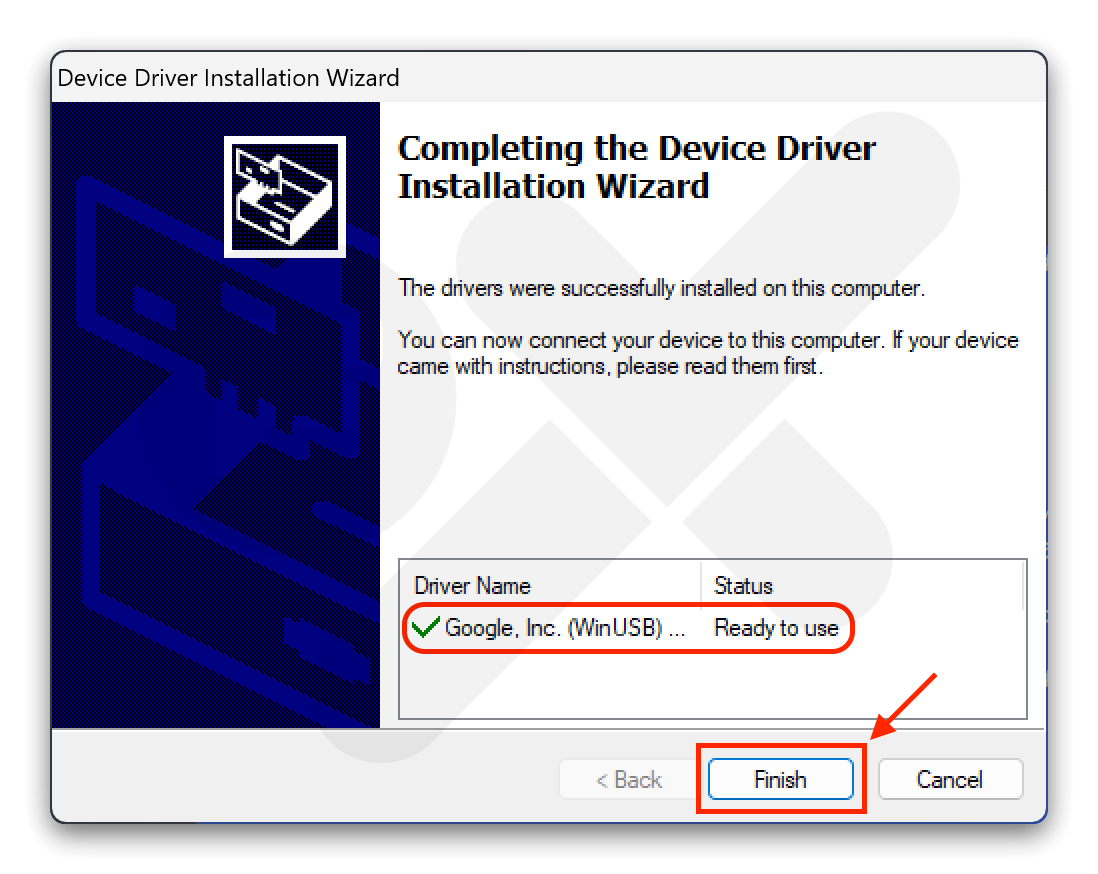 Device Driver Installation Wizard
Completing the Device Driver
Installation Wizard
The drivers were successfully installed on this computer.
You can now connect your device to this computer. If your device
came with instructions, please read them first.
Driver Name Status
Google, Inc. (WinUSB) ... Ready to use
< Back Finish Cancel